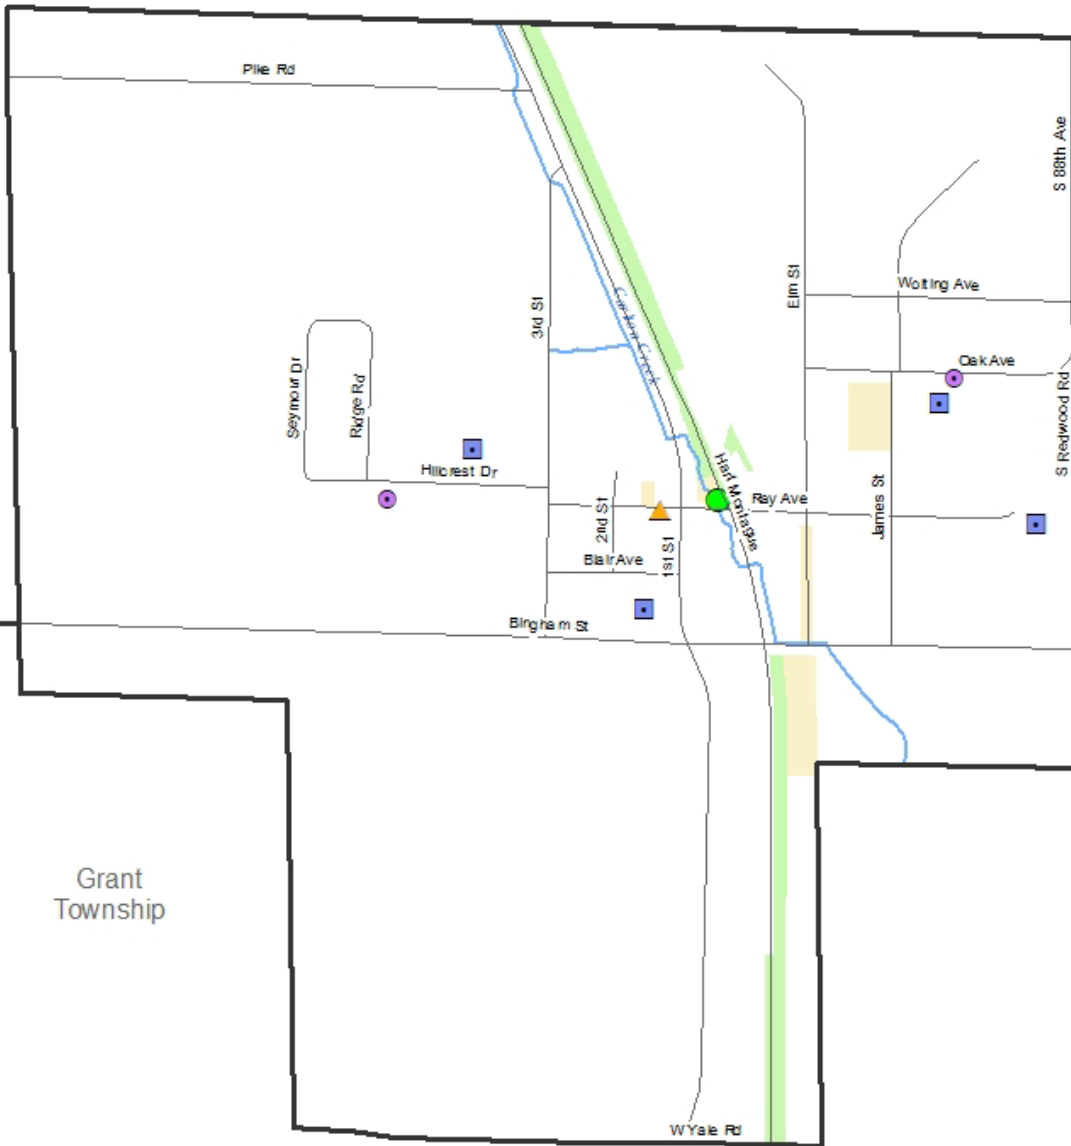 Pike Rd
S 88th Ave
Elm St
Wolting Ave
3rd St
Creek
Oak Ave
Seymour Dr
Ridge Rd
S Redwood Rd
Hillcrest Dr
Hart Montague
Ray Ave
James St
2nd St
1st St
Blair Ave
Bingham St
Grant
Township
W Yale Rd